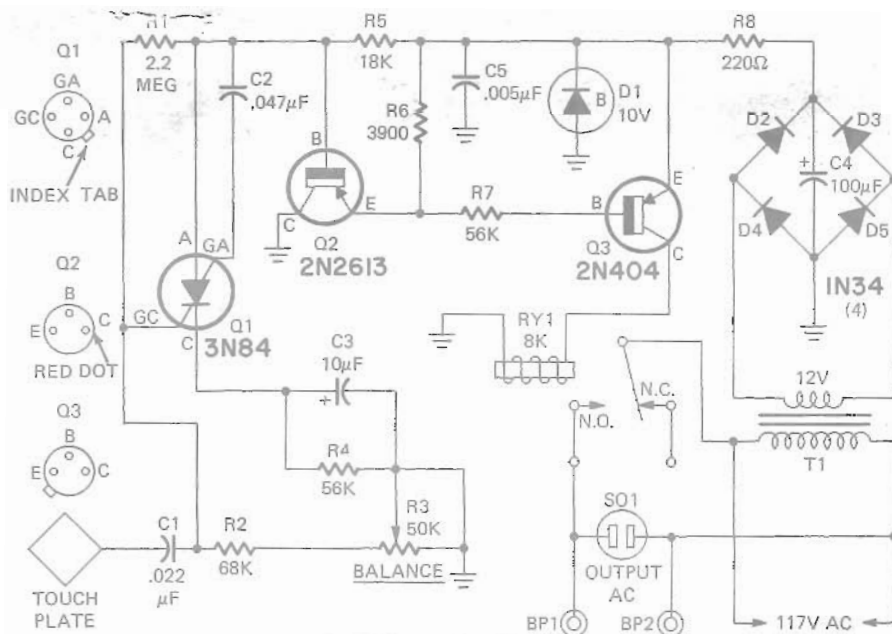 R1
2.2
MEG
Q1
GA
GC
A
C
INDEX TAB
C2
.047µF
R5
18K
R6
3900
C5
.005µF
B
D1
10V
R8
220Ω
D2
D3
+
C4
100µF
D4
D5
1N34
(4)
B
E
C
Q2
2N2613
R7
56K
B
E
C
Q3
2N404
A
GA
GC
C
Q1
3N84
Q2
B
E
C
RED DOT
C3
10µF
+
RY1
8K
N.C.
N.O.
12V
T1
Q3
B
E
C
R4
56K
R3
50K
BALANCE
C1
.022
µF
R2
68K
TOUCH
PLATE
SO1
OUTPUT
AC
BP1
BP2
117V AC